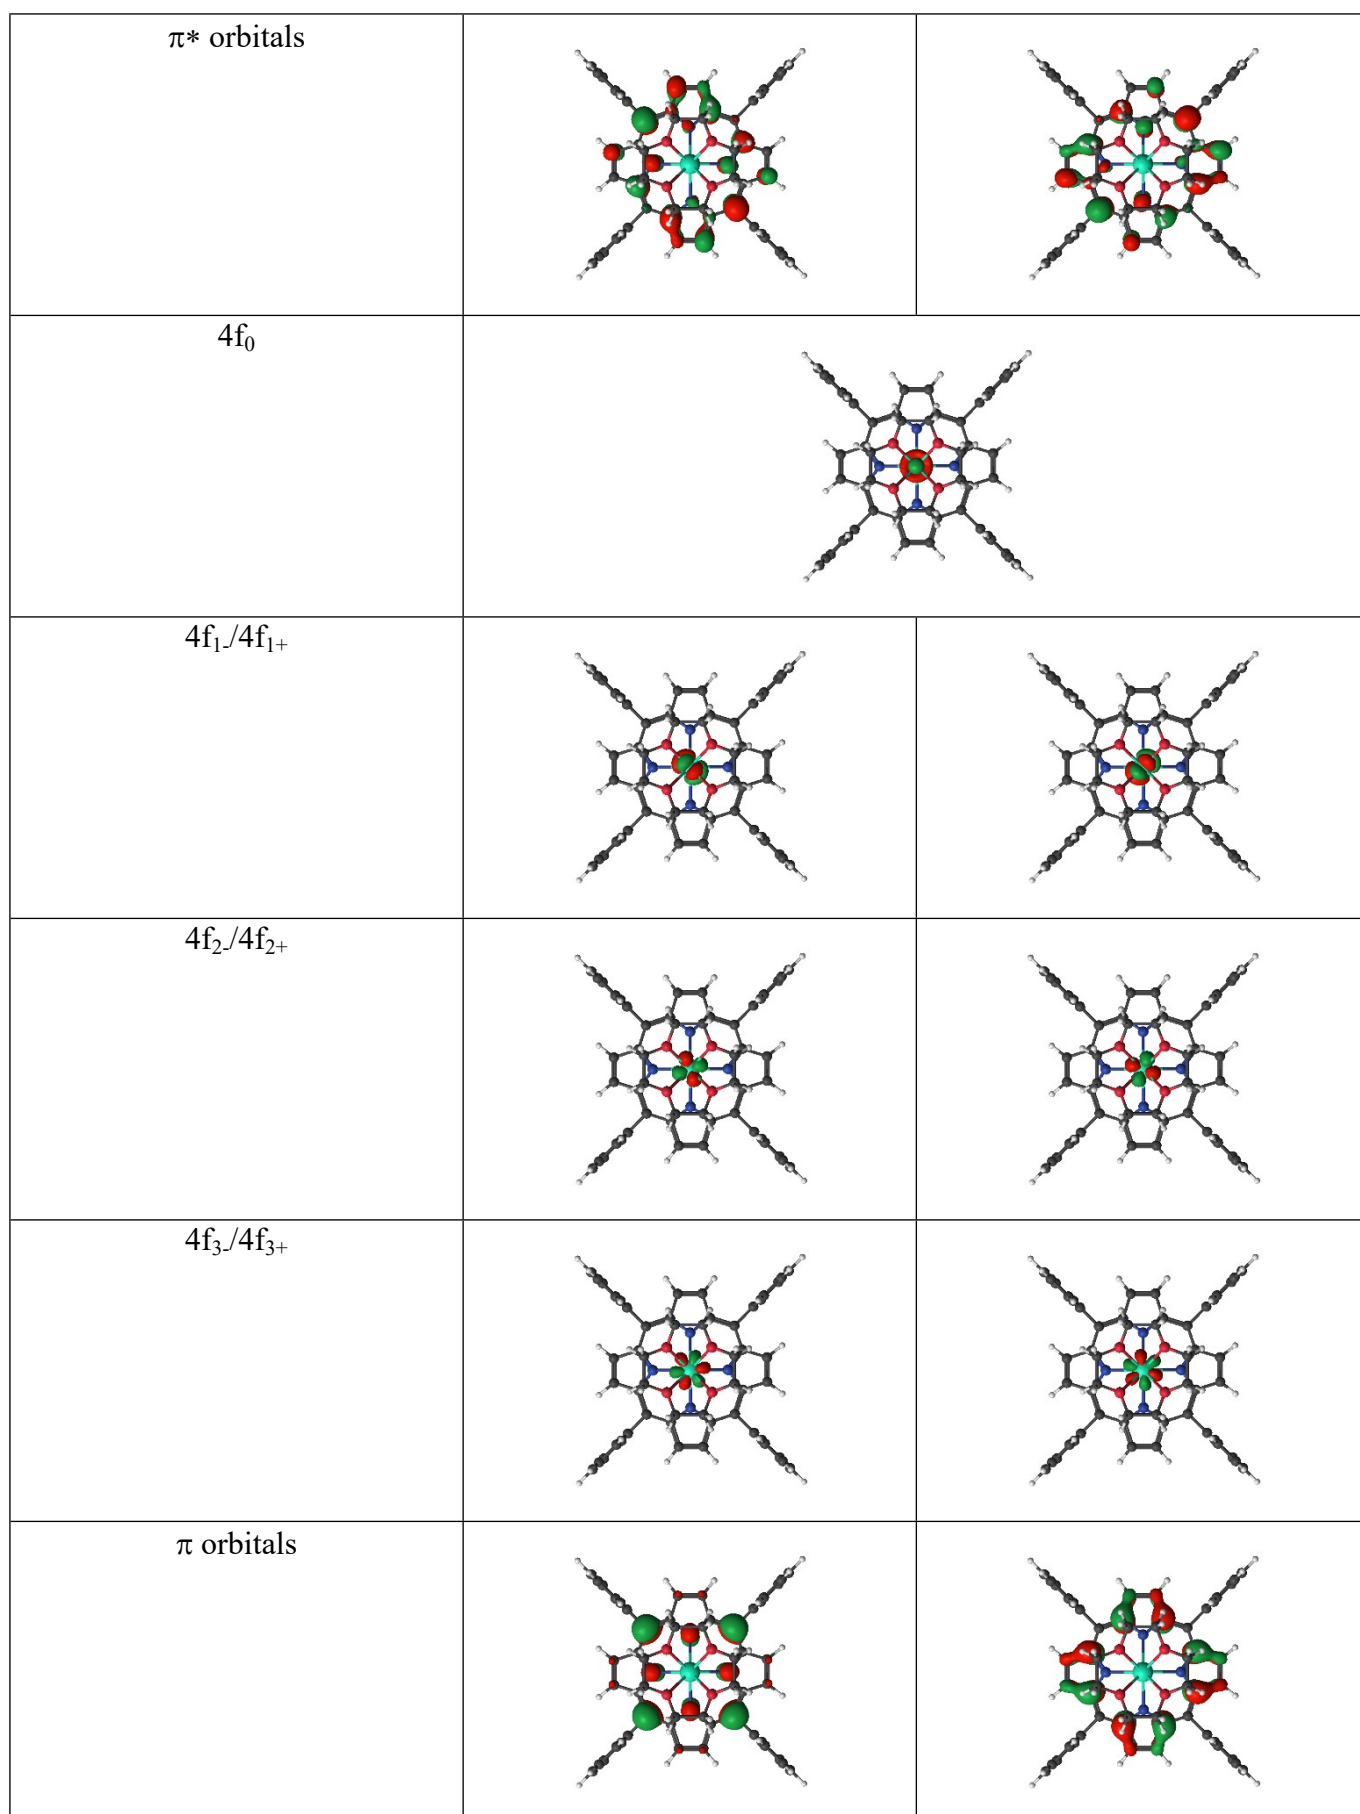 π* orbitals
4f₀
4f₁₋/4f₁₊
4f₂₋/4f₂₊
4f₃₋/4f₃₊
π orbitals